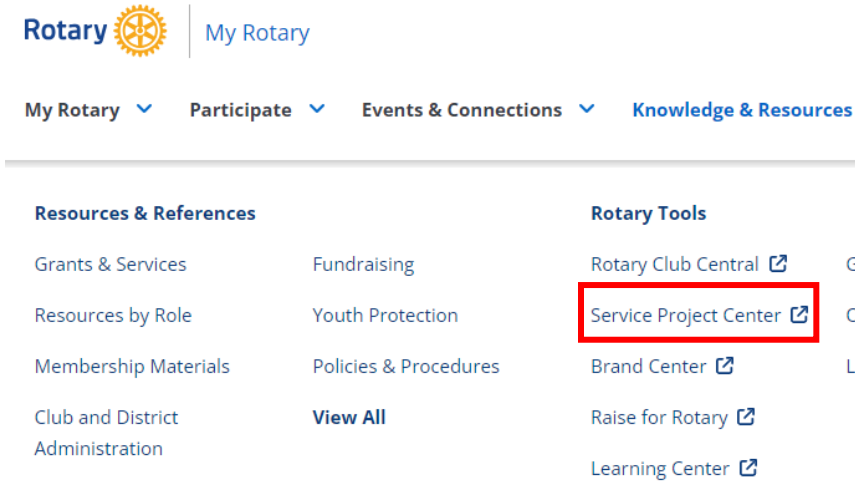 Rotary
My Rotary
My Rotary
Participate
Events & Connections
Knowledge & Resources
Resources & References
Grants & Services
Resources by Role
Membership Materials
Club and District
Administration
Fundraising
Youth Protection
Policies & Procedures
View All
Rotary Tools
Rotary Club Central
Service Project Center
Brand Center
Raise for Rotary
Learning Center